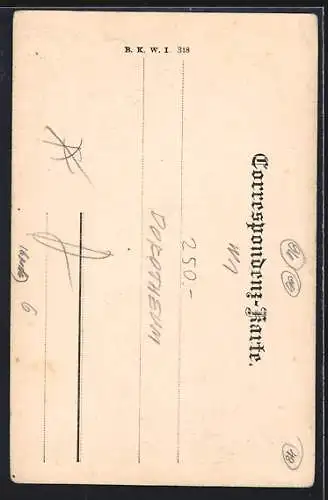 B. K. W. I. 318
Correspondenz-Karte.
W1
250.-
DOROTHEUM
6